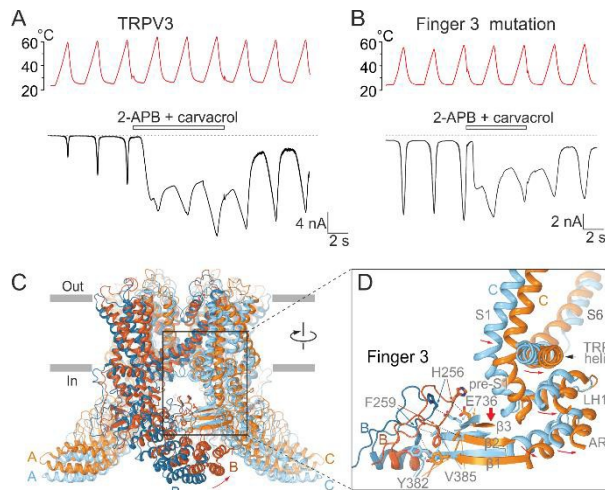 A
TRPV3
°C
60
40
20
2-APB + carvacrol
4 nA
2 s
B
Finger 3 mutation
°C
60
40
20
2-APB + carvacrol
2 nA
2 s
C
Out
In
A
A
B
C
C
D
C
C
S1
S6
TRP
Finger 3
H256
pre-S1
F259
E736
LH1
β3
β2
β1
B
B
AR
Y382
V385